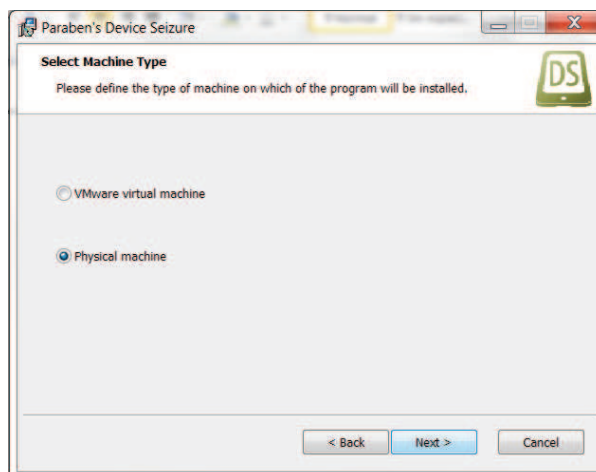 Paraben's Device Seizure
Select Machine Type
Please define the type of machine on which of the program will be installed.
DS
VMware virtual machine
Physical machine
< Back
Next >
Cancel